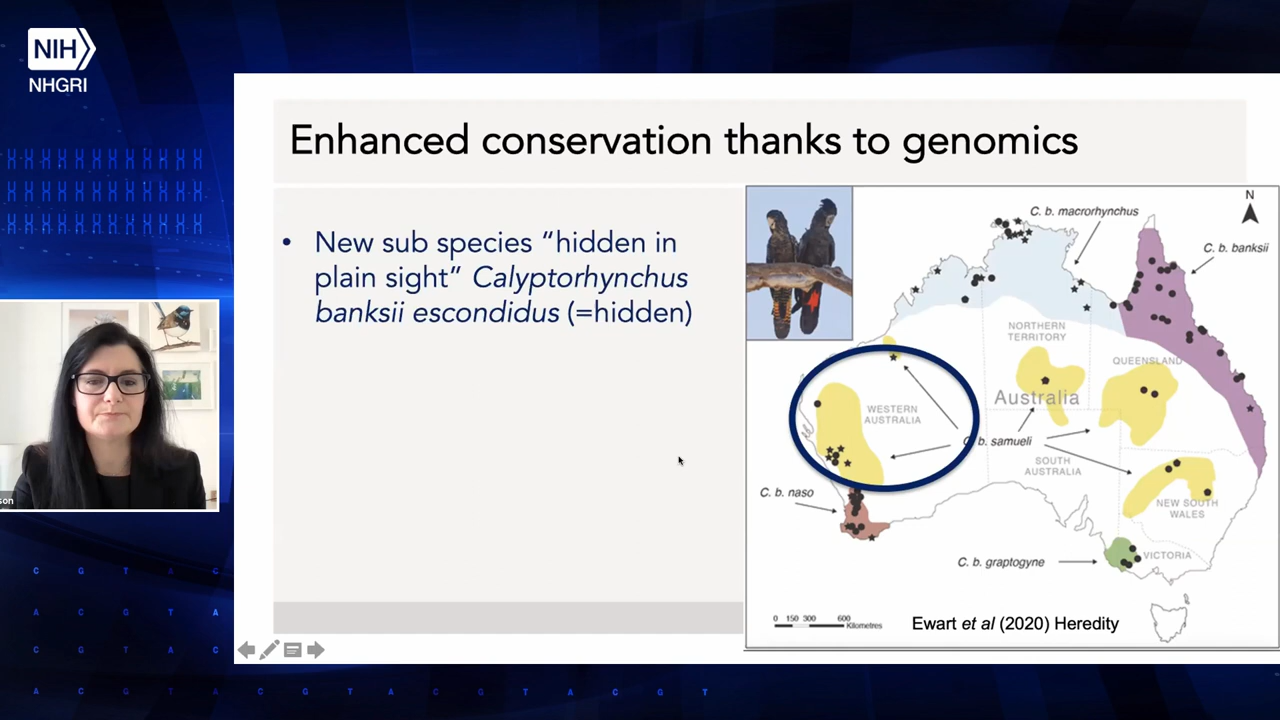 NIH
NHGRI
Enhanced conservation thanks to genomics
• New sub species “hidden in
plain sight” Calyptorhynchus
banksii escondidus (=hidden)
N
C. b. macrorhynchus
C. b. banksii
NORTHERN
TERRITORY
QUEENSLAND
Australia
WESTERN
AUSTRALIA
C. b. samueli
SOUTH
AUSTRALIA
C. b. naso
NEW SOUTH
WALES
C. b. graptogyne
VICTORIA
0 150 300 600
Kilometres
Ewart et al (2020) Heredity
son
C G T A C
A C G T A
C G T A C
A C G T A C G T A C G T A C G T